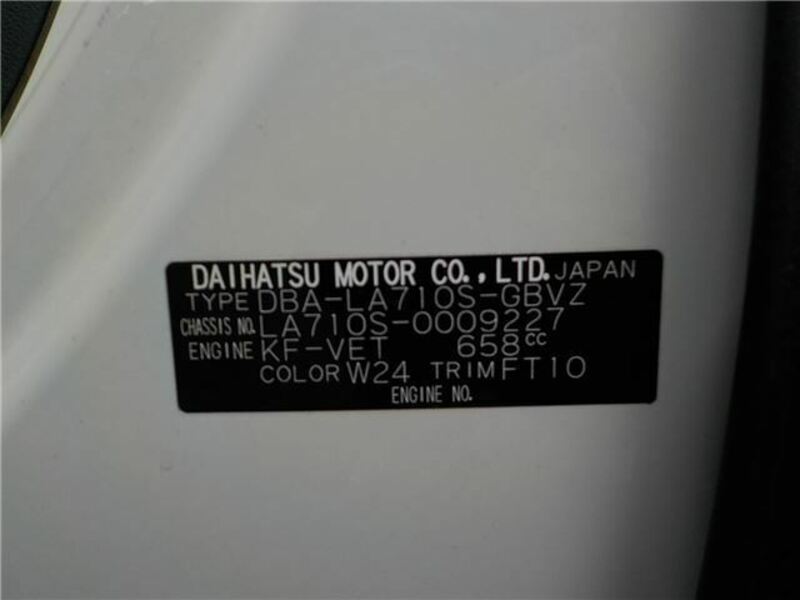 DAIHATSU MOTOR CO., LTD. JAPAN
TYPE DBA-LA710S-GBVZ
CHASSIS NO. LA710S-0009227
ENGINE KF-VET 658cc
COLOR W24 TRIM FT10
ENGINE NO.